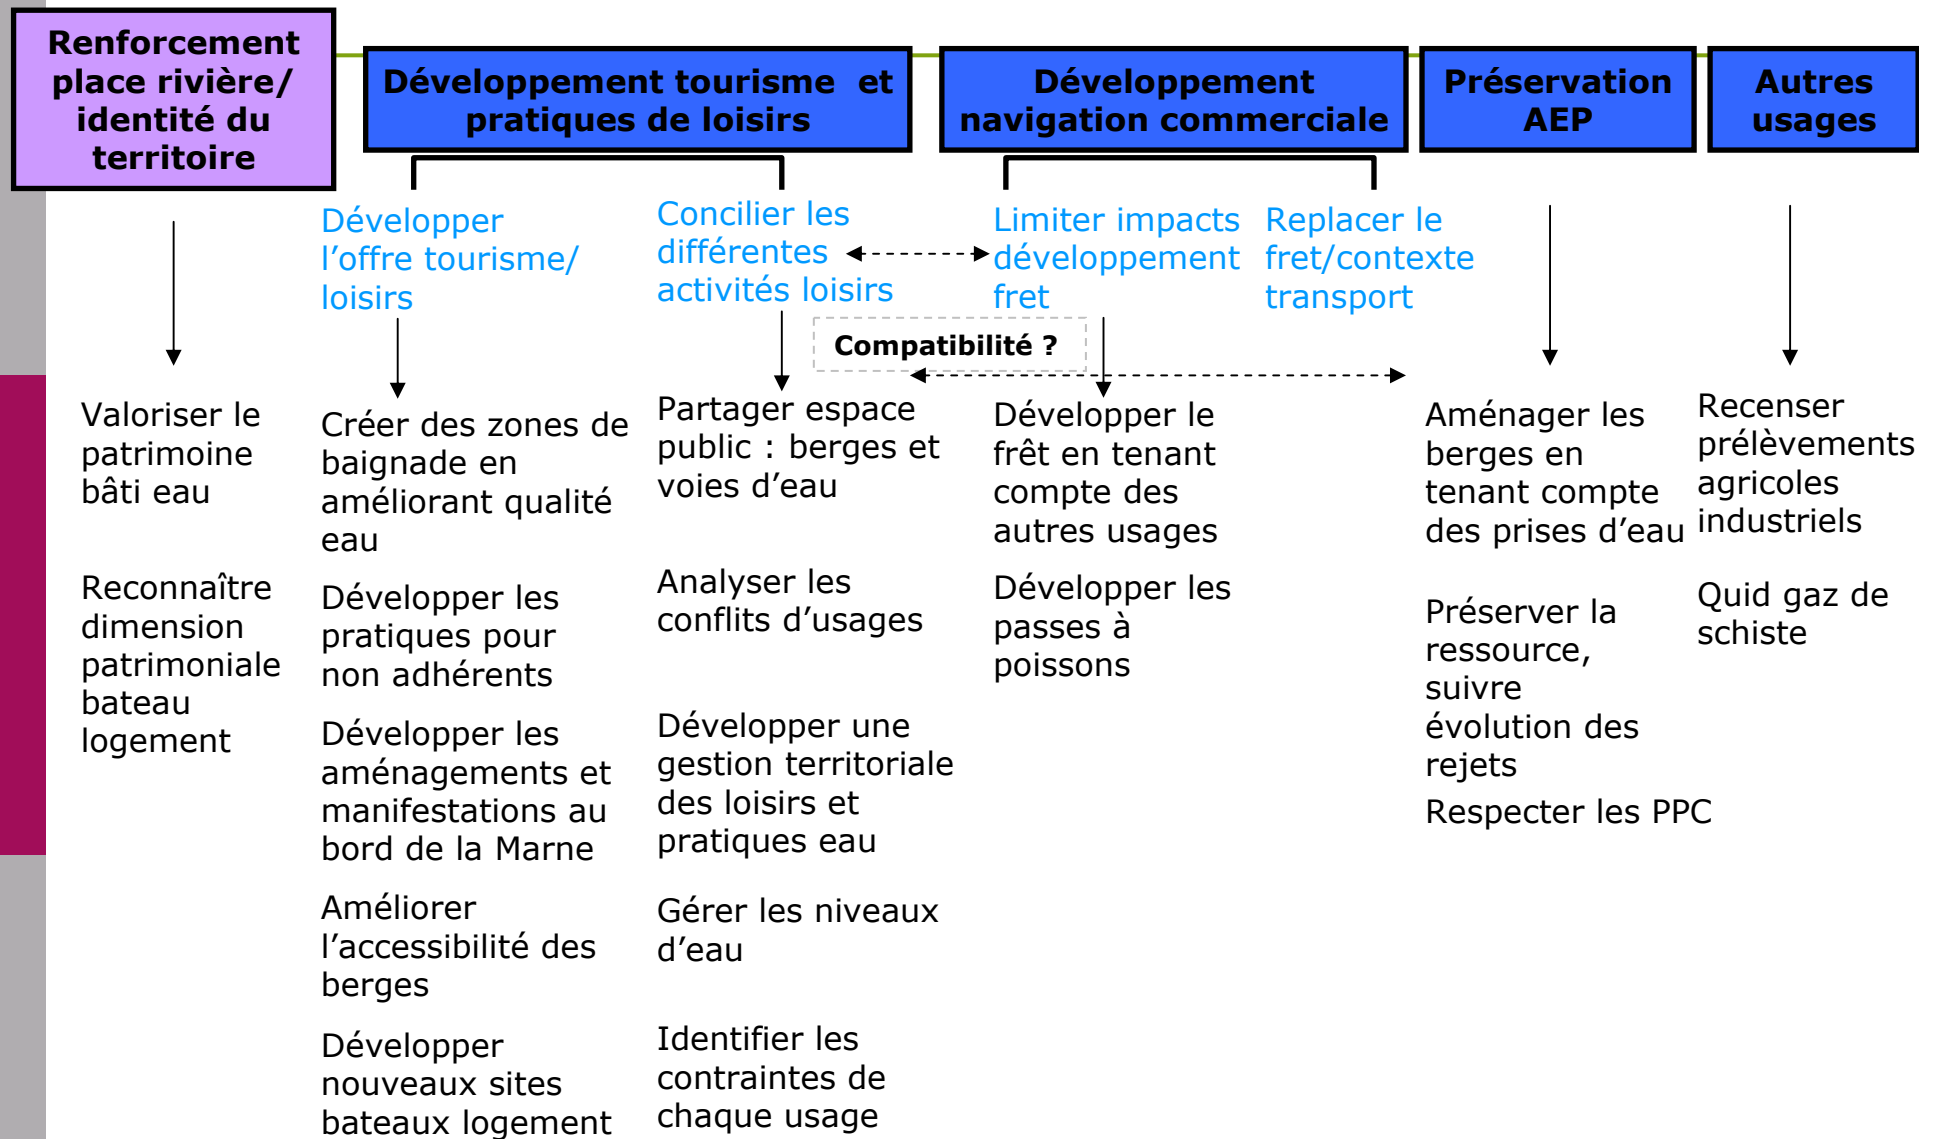 Renforcement
place rivière/
identité du
territoire
Développement tourisme et
pratiques de loisirs
Développement
navigation commerciale
Préservation
AEP
Autres
usages
Développer
l’offre tourisme/
loisirs
Concilier les
différentes
activités loisirs
Limiter impacts
développement
fret
Replacer le
fret/contexte
transport
Compatibilité ?
Valoriser le
patrimoine
bâti eau
Reconnaître
dimension
patrimoniale
bateau
logement
Créer des zones de
baignade en
améliorant qualité
eau
Développer les
pratiques pour
non adhérents
Développer les
aménagements et
manifestations au
bord de la Marne
Améliorer
l’accessibilité des
berges
Développer
nouveaux sites
bateaux logement
Partager espace
public : berges et
voies d’eau
Analyser les
conflits d’usages
Développer une
gestion territoriale
des loisirs et
pratiques eau
Gérer les niveaux
d’eau
Identifier les
contraintes de
chaque usage
Développer le
frêt en tenant
compte des
autres usages
Développer les
passes à
poissons
Aménager les
berges en
tenant compte
des prises d’eau
Préserver la
ressource,
suivre
évolution des
rejets
Respecter les PPC
Recenser
prélèvements
agricoles
industriels
Quid gaz de
schiste